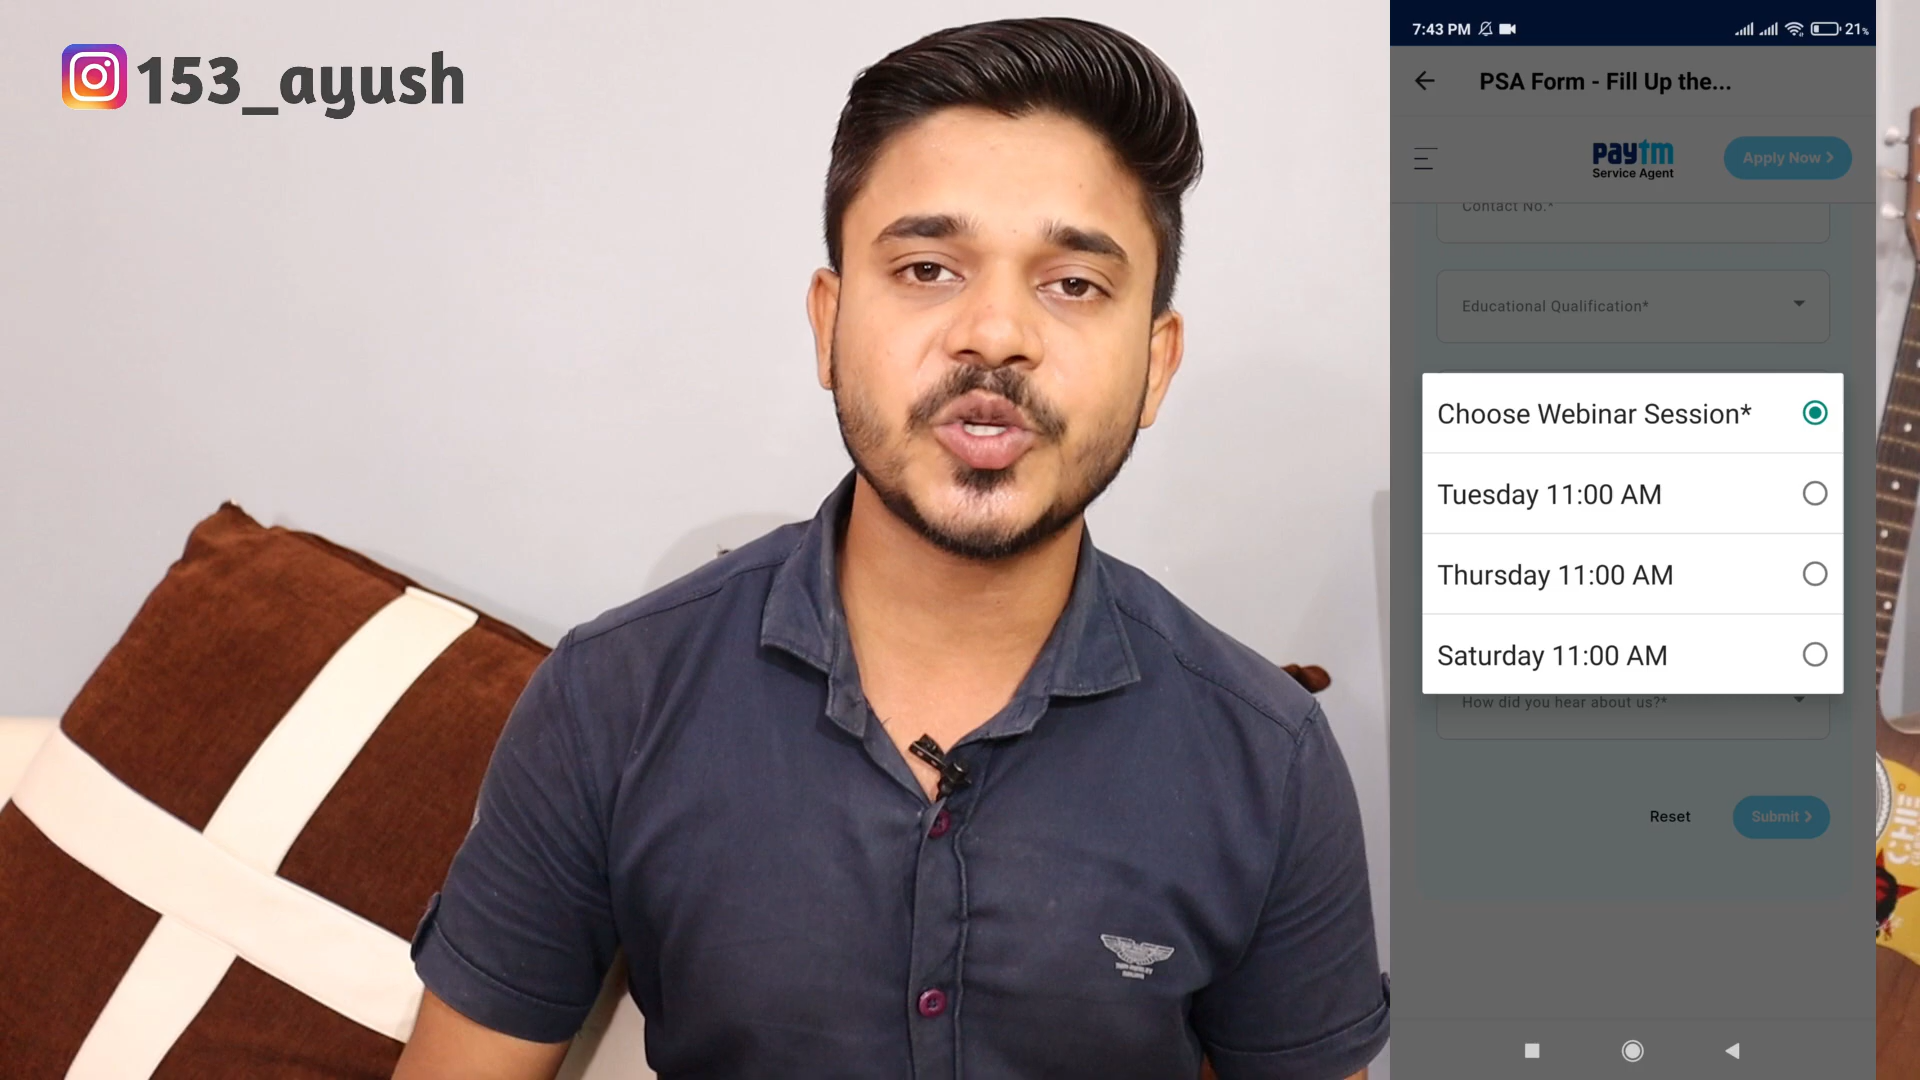 153_ayush
7:43 PM
21%
PSA Form - Fill Up the...
paytm
Service Agent
Apply Now
Contact No.*
Educational Qualification*
Choose Webinar Session*
Tuesday 11:00 AM
Thursday 11:00 AM
Saturday 11:00 AM
How did you hear about us?*
Reset
Submit